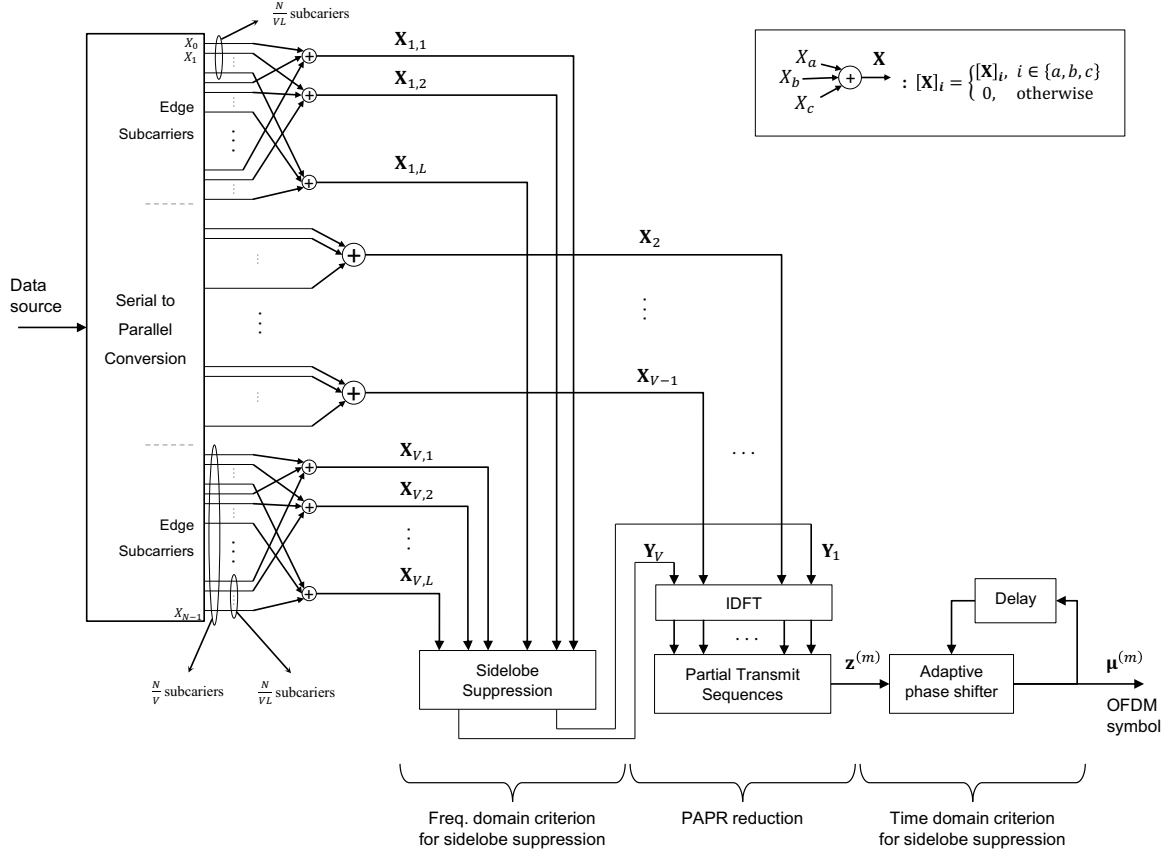 N/VL subcariers
X_0
X_1
Edge
Subcarriers
X_{1,1}
X_{1,2}
X_{1,L}
X_a
X_b
X_c
X
: [X]_i = { [X]_i, i ∈ {a, b, c}
0, otherwise
Data
source
Serial to
Parallel
Conversion
X_2
X_{V−1}
Edge
Subcarriers
X_{N−1}
X_{V,1}
X_{V,2}
X_{V,L}
N/V subcariers
N/VL subcariers
Sidelobe
Suppression
Y_V
Y_1
IDFT
Partial Transmit
Sequences
z^{(m)}
Delay
Adaptive
phase shifter
μ^{(m)}
OFDM
symbol
Freq. domain criterion
for sidelobe suppression
PAPR reduction
Time domain criterion
for sidelobe suppression